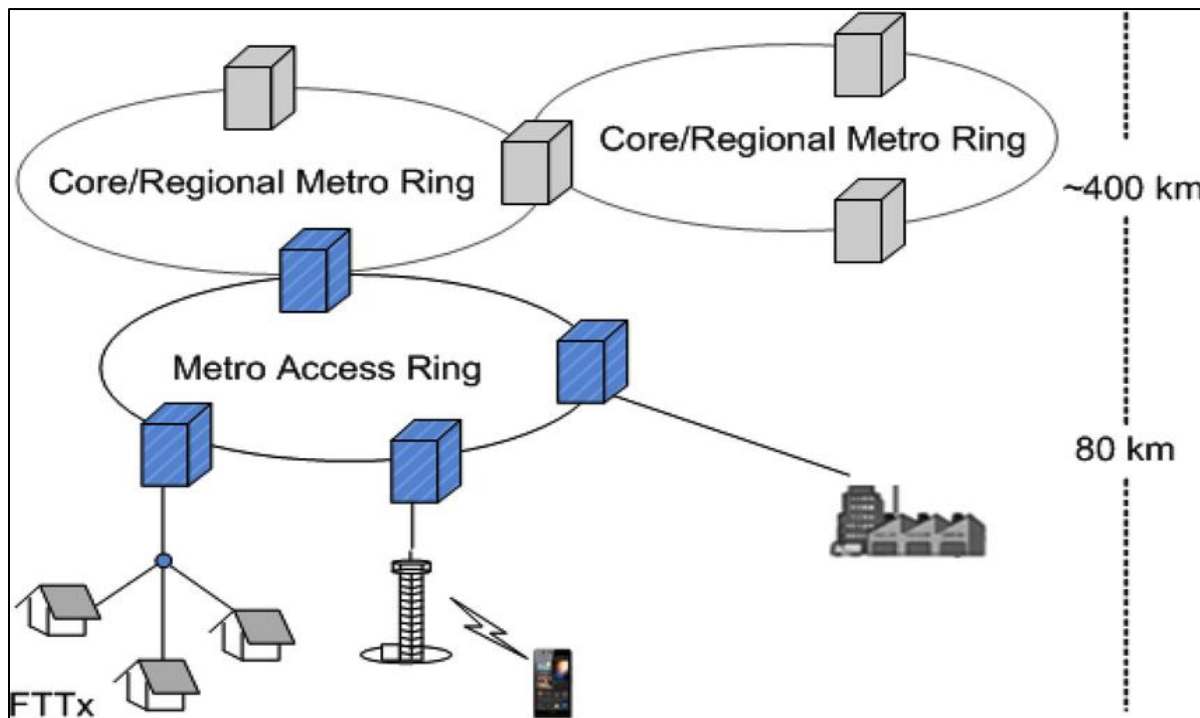 Core/Regional Metro Ring
Core/Regional Metro Ring
~400 km
Metro Access Ring
80 km
FTTx